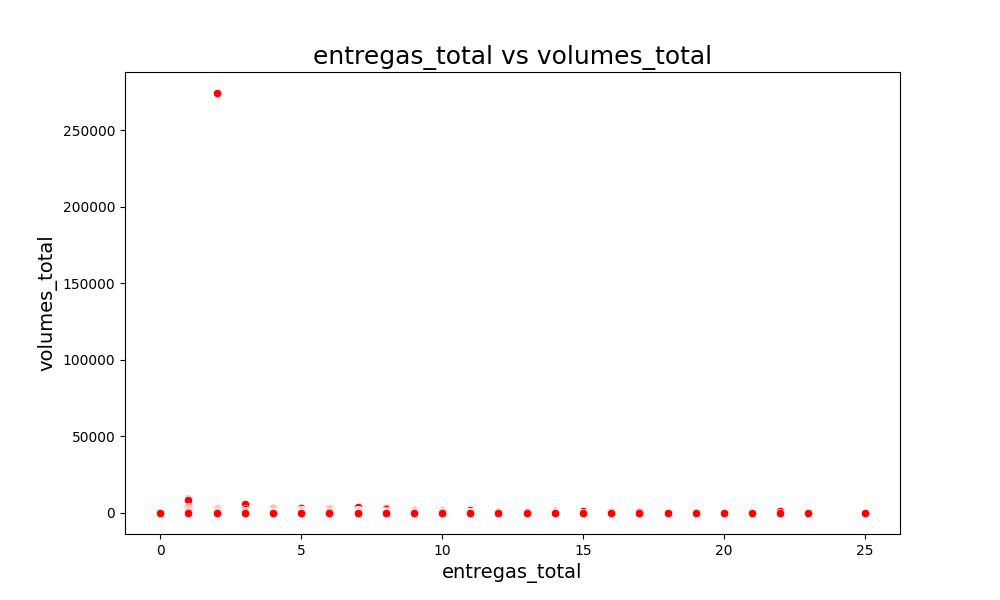 entregas_total vs volumes_total
volumes_total
250000
200000
150000
100000
50000
0
0 5 10 15 20 25
entregas_total